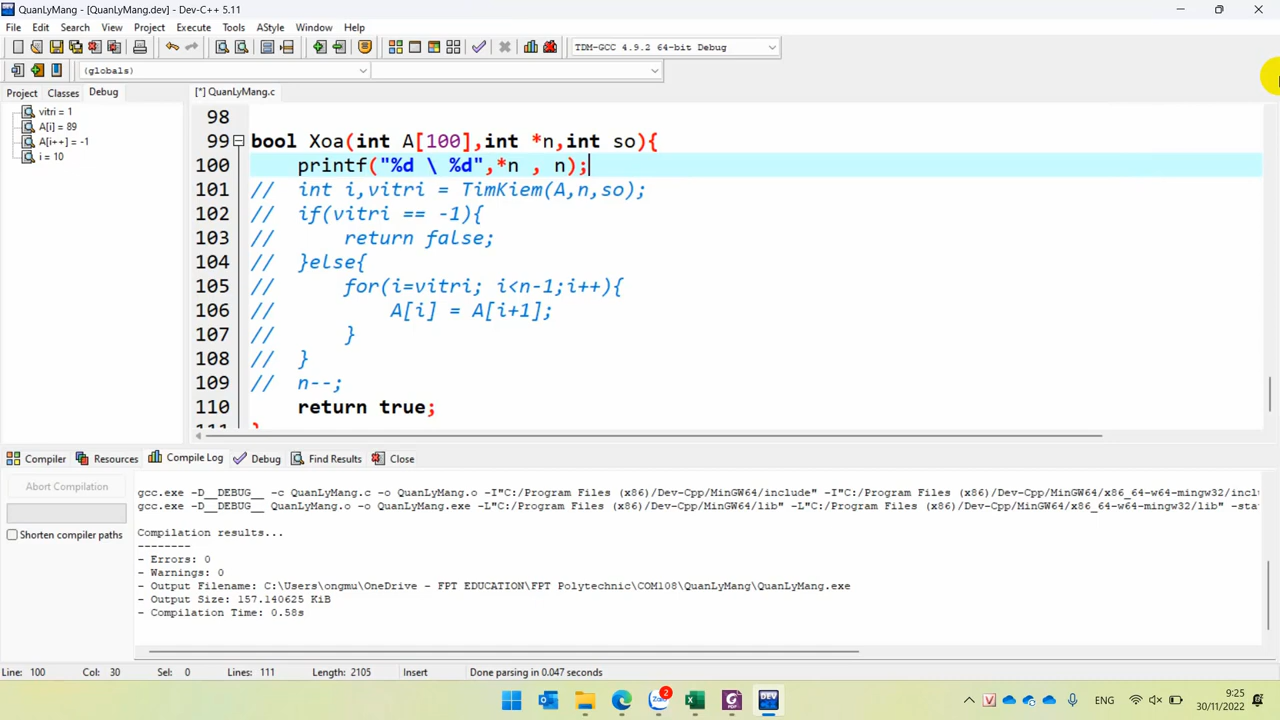 QuanLyMang - [QuanLyMang.dev] - Dev-C++ 5.11
File Edit Search View Project Execute Tools AStyle Window Help
TDM-GCC 4.9.2 64-bit Debug
(globals)
Project Classes Debug
[*] QuanLyMang.c
vitri = 1
A[i] = 89
A[i++] = -1
i = 10
98
99 bool Xoa(int A[100],int *n,int so){
100 printf("%d \ %d",*n , n);
101 // int i,vitri = TimKiem(A,n,so);
102 // if(vitri == -1){
103 // return false;
104 // }else{
105 // for(i=vitri; i<n-1;i++){
106 // A[i] = A[i+1];
107 // }
108 // }
109 // n--;
110 return true;
111 }
Compiler Resources Compile Log Debug Find Results Close
Abort Compilation
Shorten compiler paths
gcc.exe -D__DEBUG__ -c QuanLyMang.c -o QuanLyMang.o -I"C:/Program Files (x86)/Dev-Cpp/MinGW64/include" -I"C:/Program Files (x86)/Dev-Cpp/MinGW64/x86_64-w64-mingw32/inclu
gcc.exe -D__DEBUG__ QuanLyMang.o -o QuanLyMang.exe -L"C:/Program Files (x86)/Dev-Cpp/MinGW64/lib" -L"C:/Program Files (x86)/Dev-Cpp/MinGW64/x86_64-w64-mingw32/lib" -sta
Compilation results...
--------
- Errors: 0
- Warnings: 0
- Output Filename: C:\Users\ongmu\OneDrive - FPT EDUCATION\FPT Polytechnic\COM108\QuanLyMang\QuanLyMang.exe
- Output Size: 157.140625 KiB
- Compilation Time: 0.58s
Line: 100 Col: 30 Sel: 0 Lines: 111 Length: 2105 Insert Done parsing in 0.047 seconds
Zalo 2
PDF
DEV
V
ENG
9:25
30/11/2022